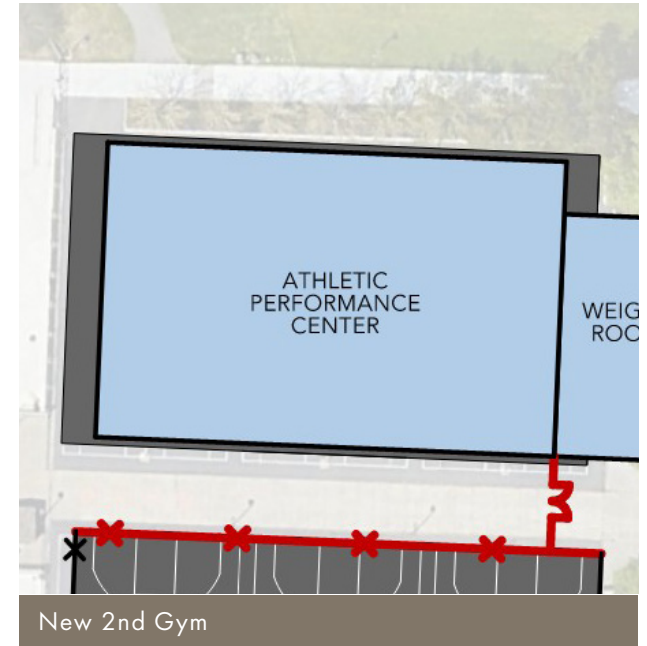 ATHLETIC
PERFORMANCE
CENTER
WEIG
ROO
New 2nd Gym